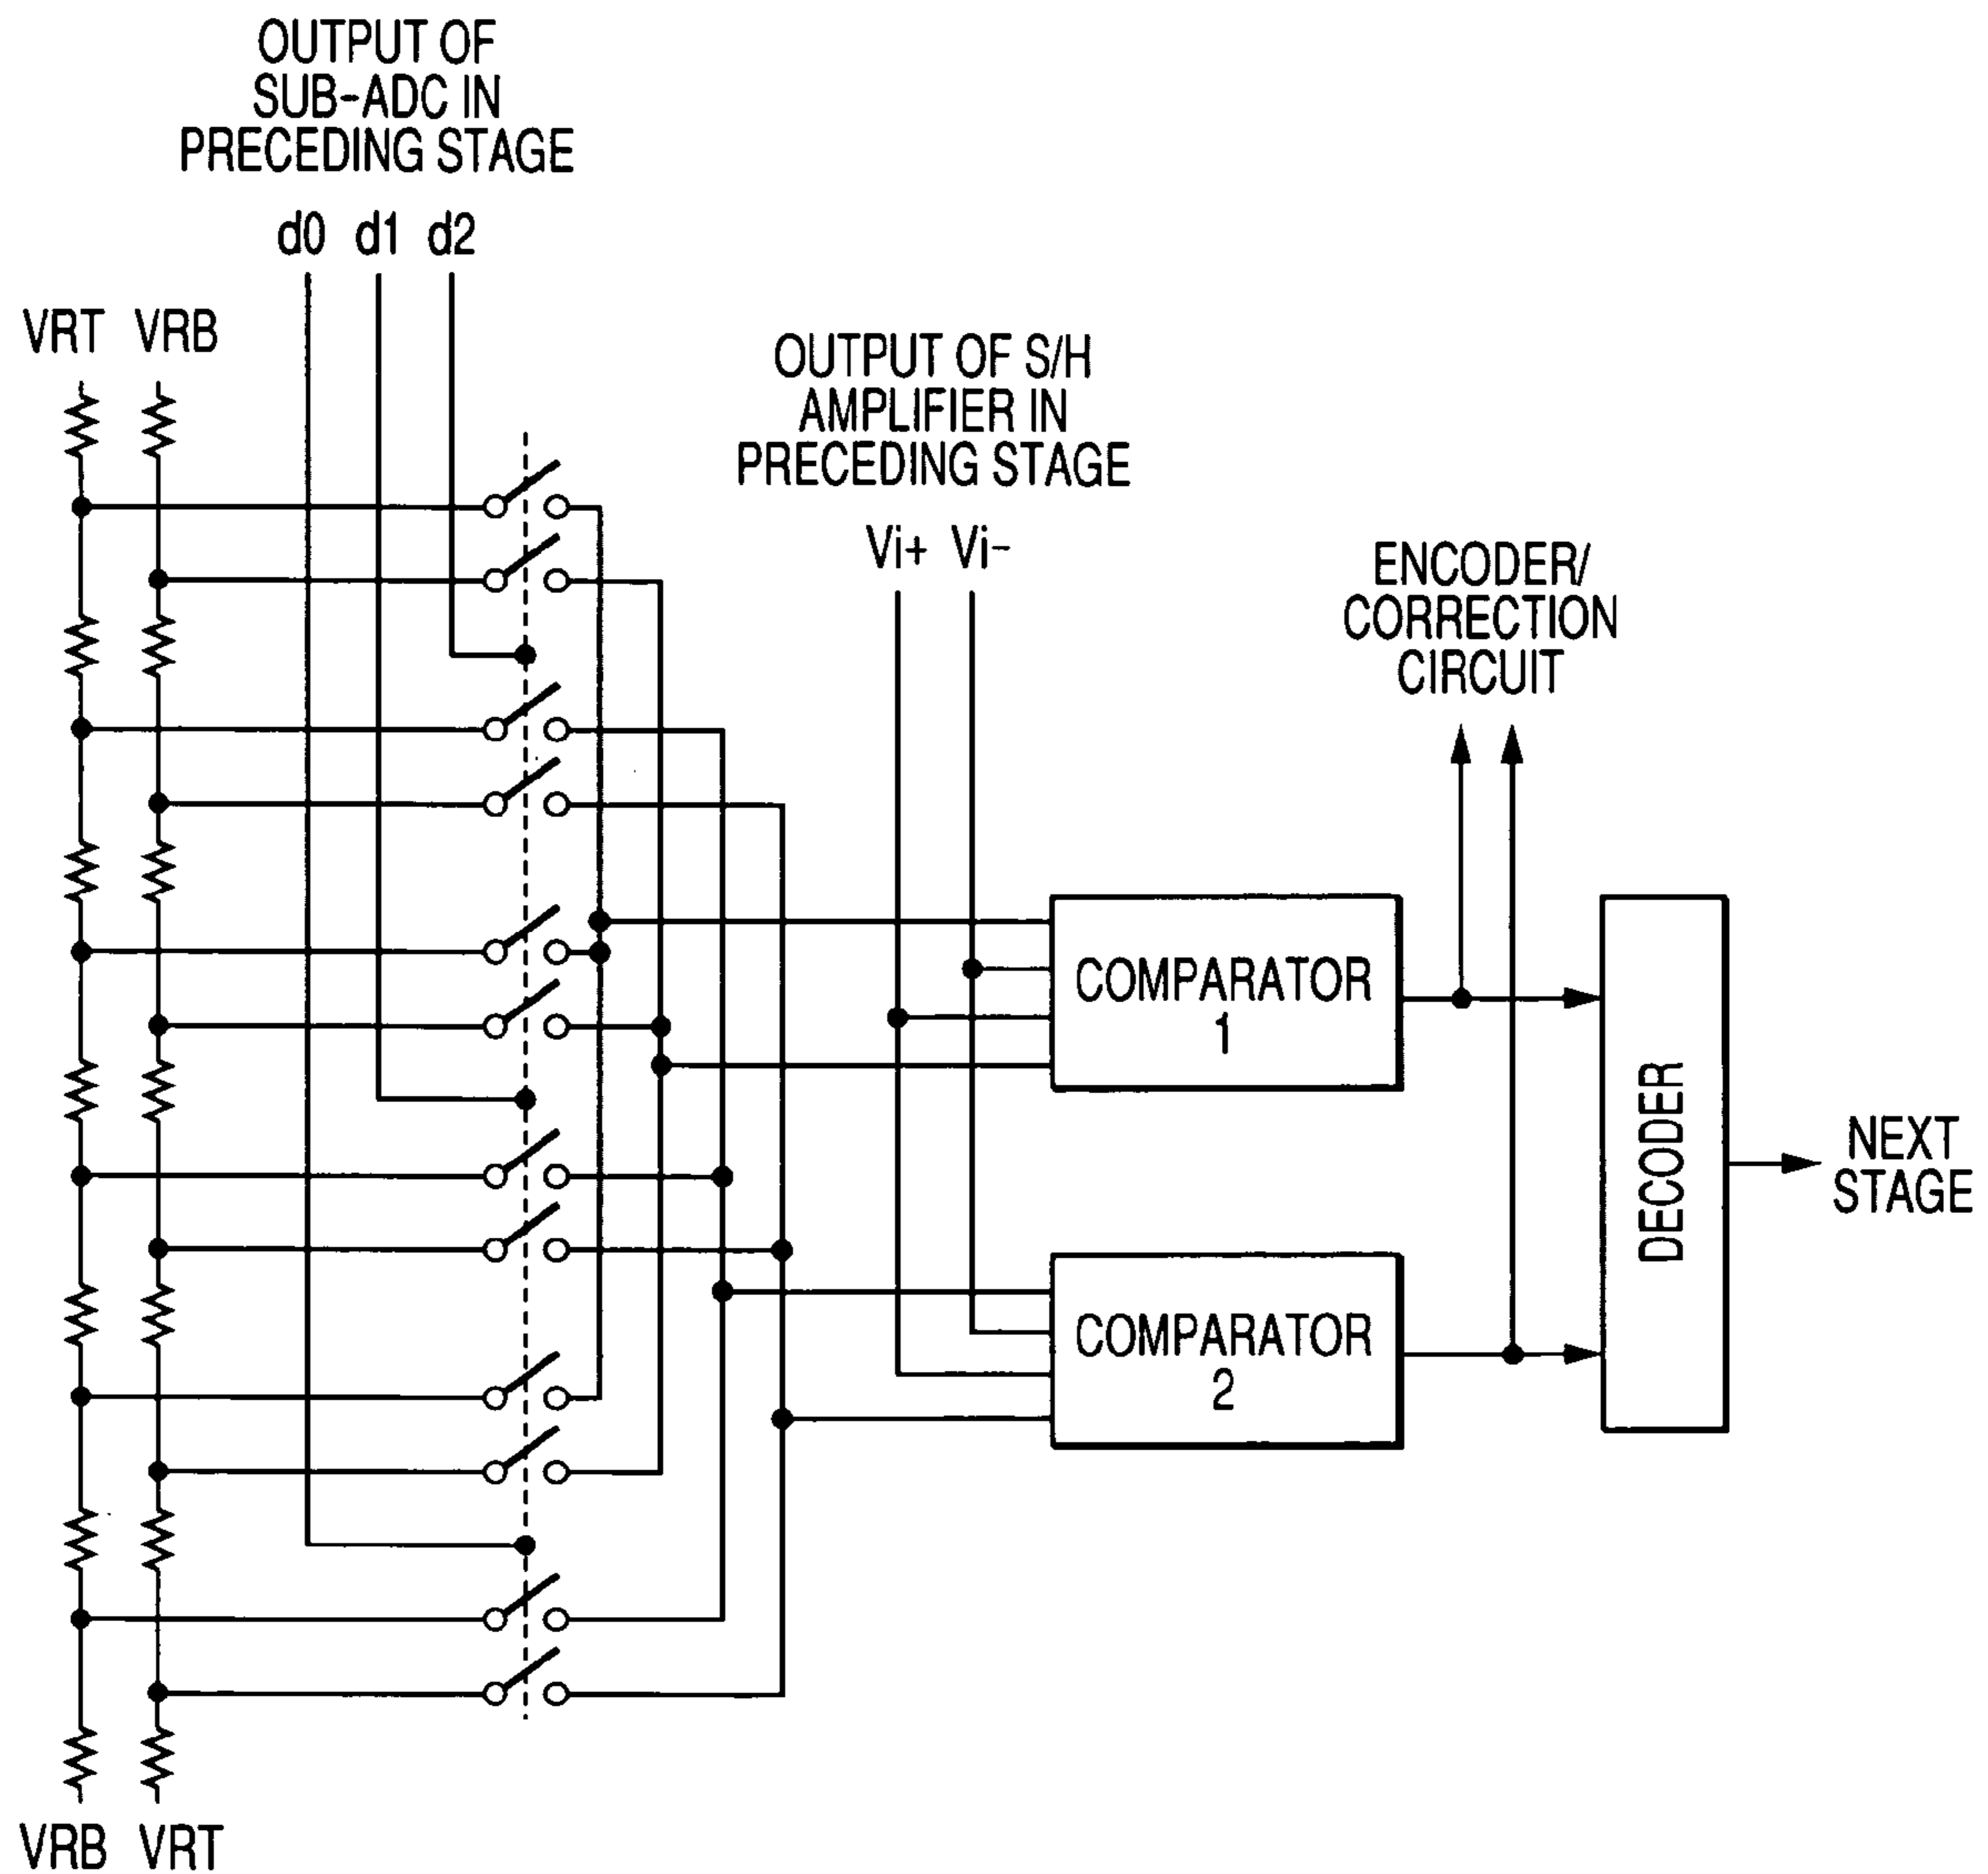 OUTPUT OF
SUB-ADC IN
PRECEDING STAGE
d0 d1 d2
VRT VRB
OUTPUT OF S/H
AMPLIFIER IN
PRECEDING STAGE
Vi+ Vi-
ENCODER/
CORRECTION
CIRCUIT
COMPARATOR
1
DECODER
NEXT
STAGE
COMPARATOR
2
VRB VRT